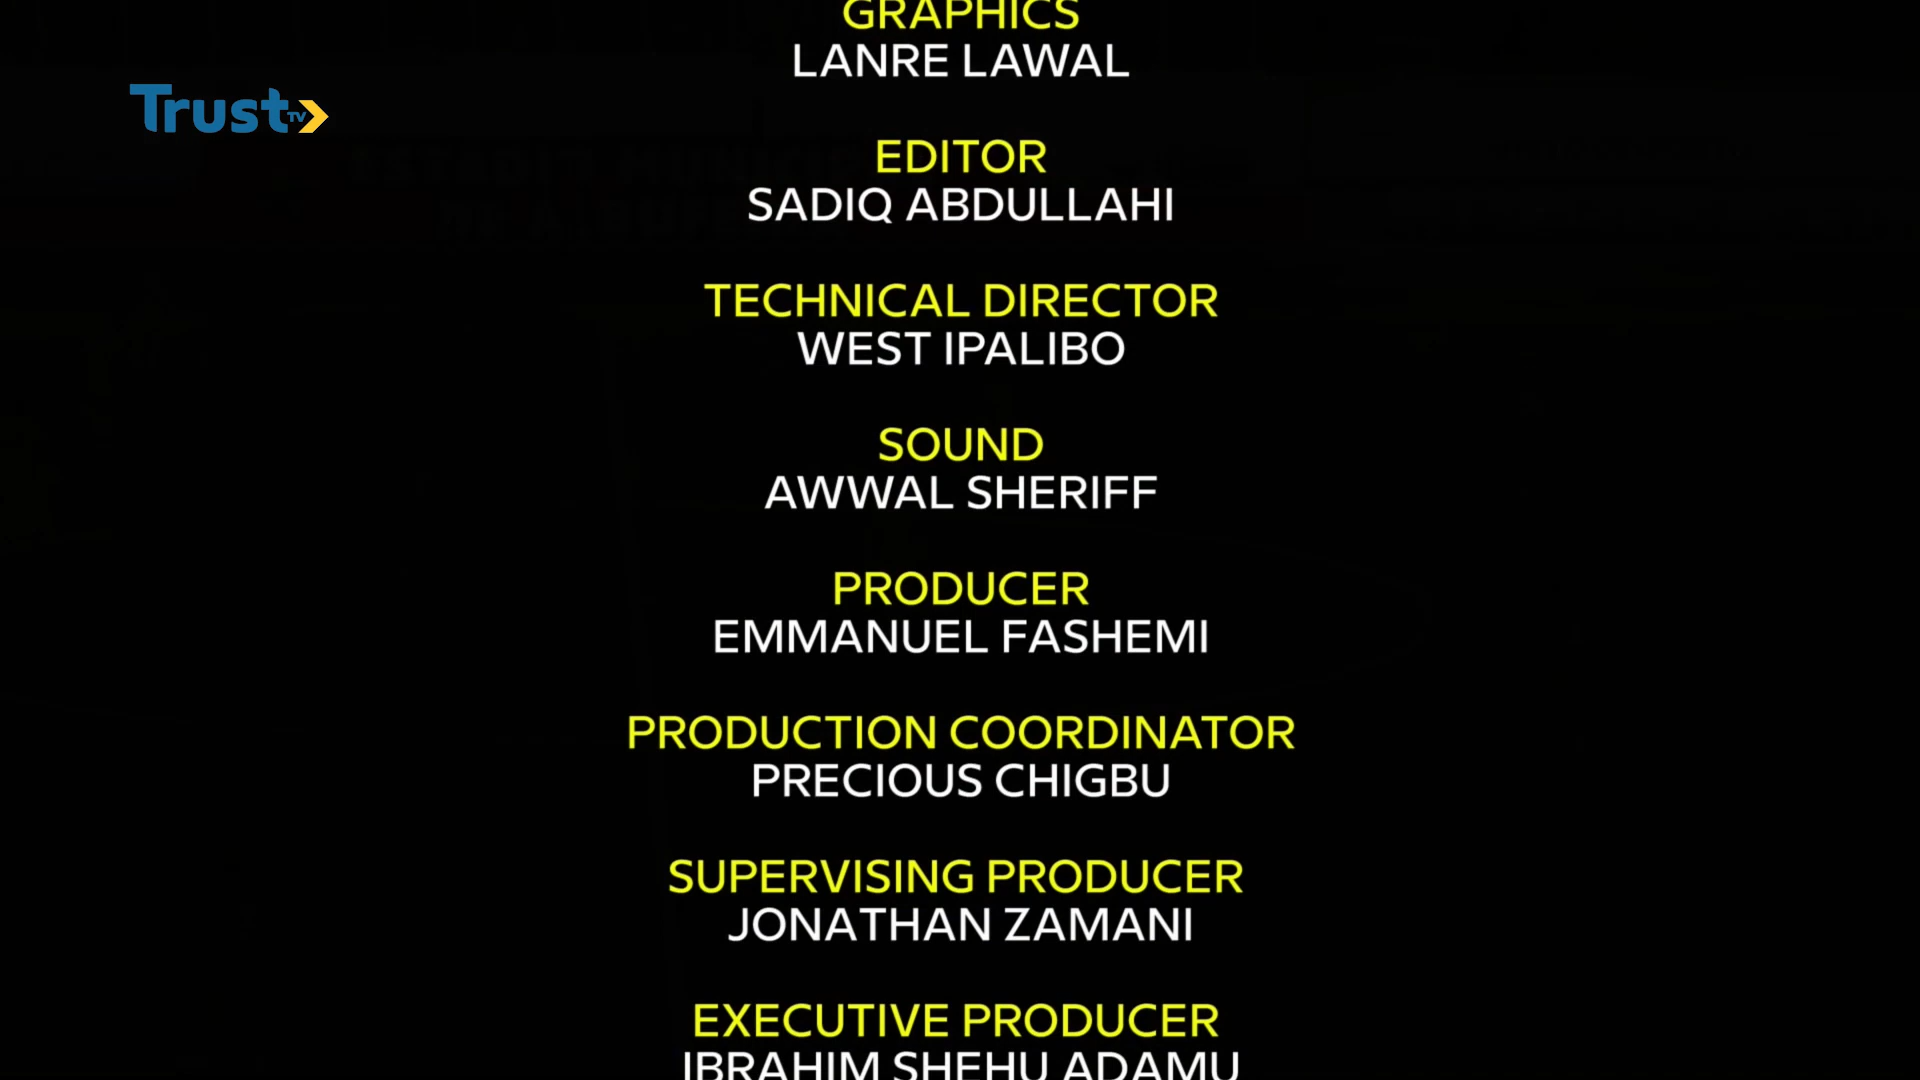 GRAPHICS
LANRE LAWAL
Trust TV
EDITOR
SADIQ ABDULLAHI
TECHNICAL DIRECTOR
WEST IPALIBO
SOUND
AWWAL SHERIFF
PRODUCER
EMMANUEL FASHEMI
PRODUCTION COORDINATOR
PRECIOUS CHIGBU
SUPERVISING PRODUCER
JONATHAN ZAMANI
EXECUTIVE PRODUCER
IBRAHIM SHEHU ADAMU